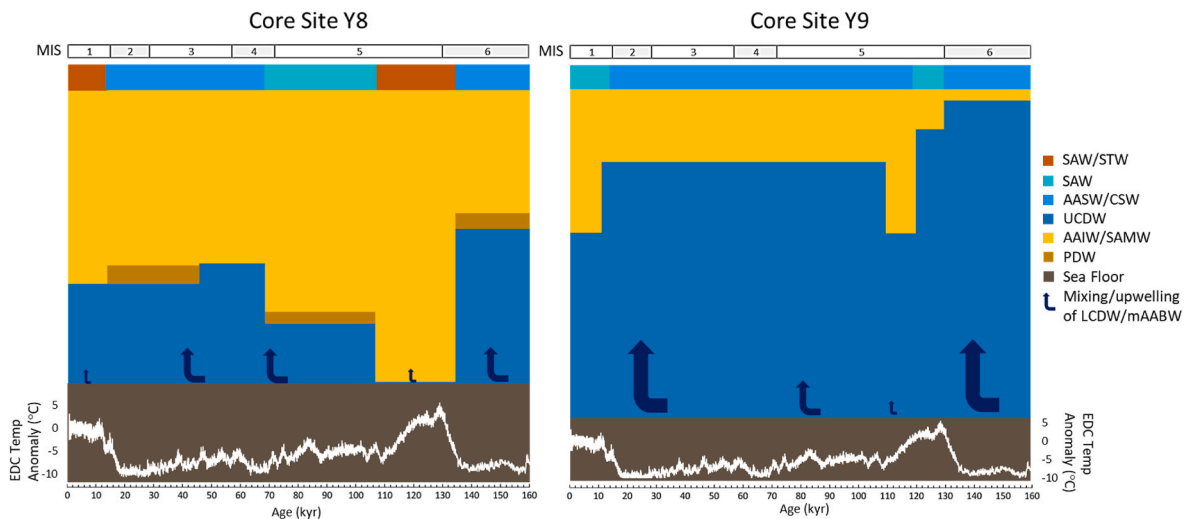 Core Site Y8
Core Site Y9
MIS 1 2 3 4 5 6
MIS 1 2 3 4 5 6
SAW/STW
SAW
AASW/CSW
UCDW
AAIW/SAMW
PDW
Sea Floor
Mixing/upwelling
of LCDW/mAABW
EDC Temp
Anomaly (°C)
5
0
-5
-10
0 10 20 30 40 50 60 70 80 90 100 110 120 130 140 150 160
Age (kyr)
0 10 20 30 40 50 60 70 80 90 100 110 120 130 140 150 160
Age (kyr)
5
0
-5
-10
EDC Temp
Anomaly (°C)